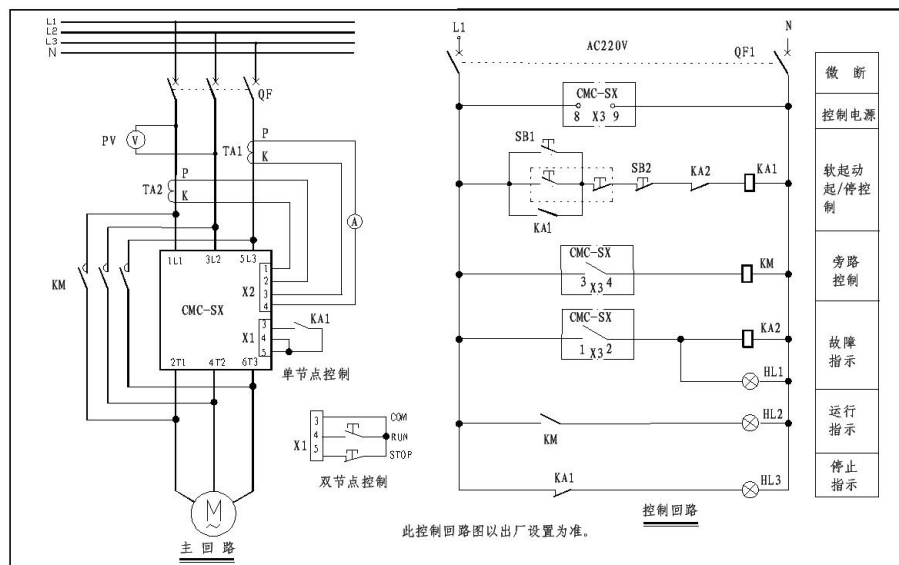 L1
L2
L3
N
QF
PV
V
P
TA1
K
P
TA2
K
A
KM
1L1
3L2
5L3
1
2
X2
3
4
CMC-SX
KA1
3
X1
4
5
2T1
4T2
6T3
单节点控制
3
COM
4
RUN
X1
5
STOP
双节点控制
M
~
主回路
L1
N
AC220V
QF1
CMC-SX
8 X3 9
SB1
SB2
KA2
KA1
KA1
CMC-SX
3 X3 4
KM
CMC-SX
1 X3 2
KA2
HL1
KM
HL2
KA1
HL3
控制回路
此控制回路图以出厂设置为准。
微断
控制电源
软起动
起/停控
制
旁路
控制
故障
指示
运行
指示
停止
指示